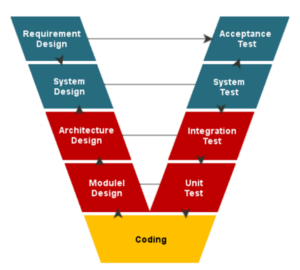 Requirement
Design
Acceptance
Test
System
Design
System
Test
Architecture
Design
Integration
Test
Modulel
Design
Unit
Test
Coding